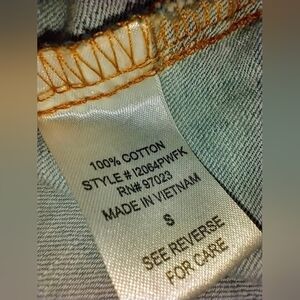 100% COTTON
STYLE # I2064PWFK
RN# 97023
MADE IN VIETNAM
S
SEE REVERSE
FOR CARE